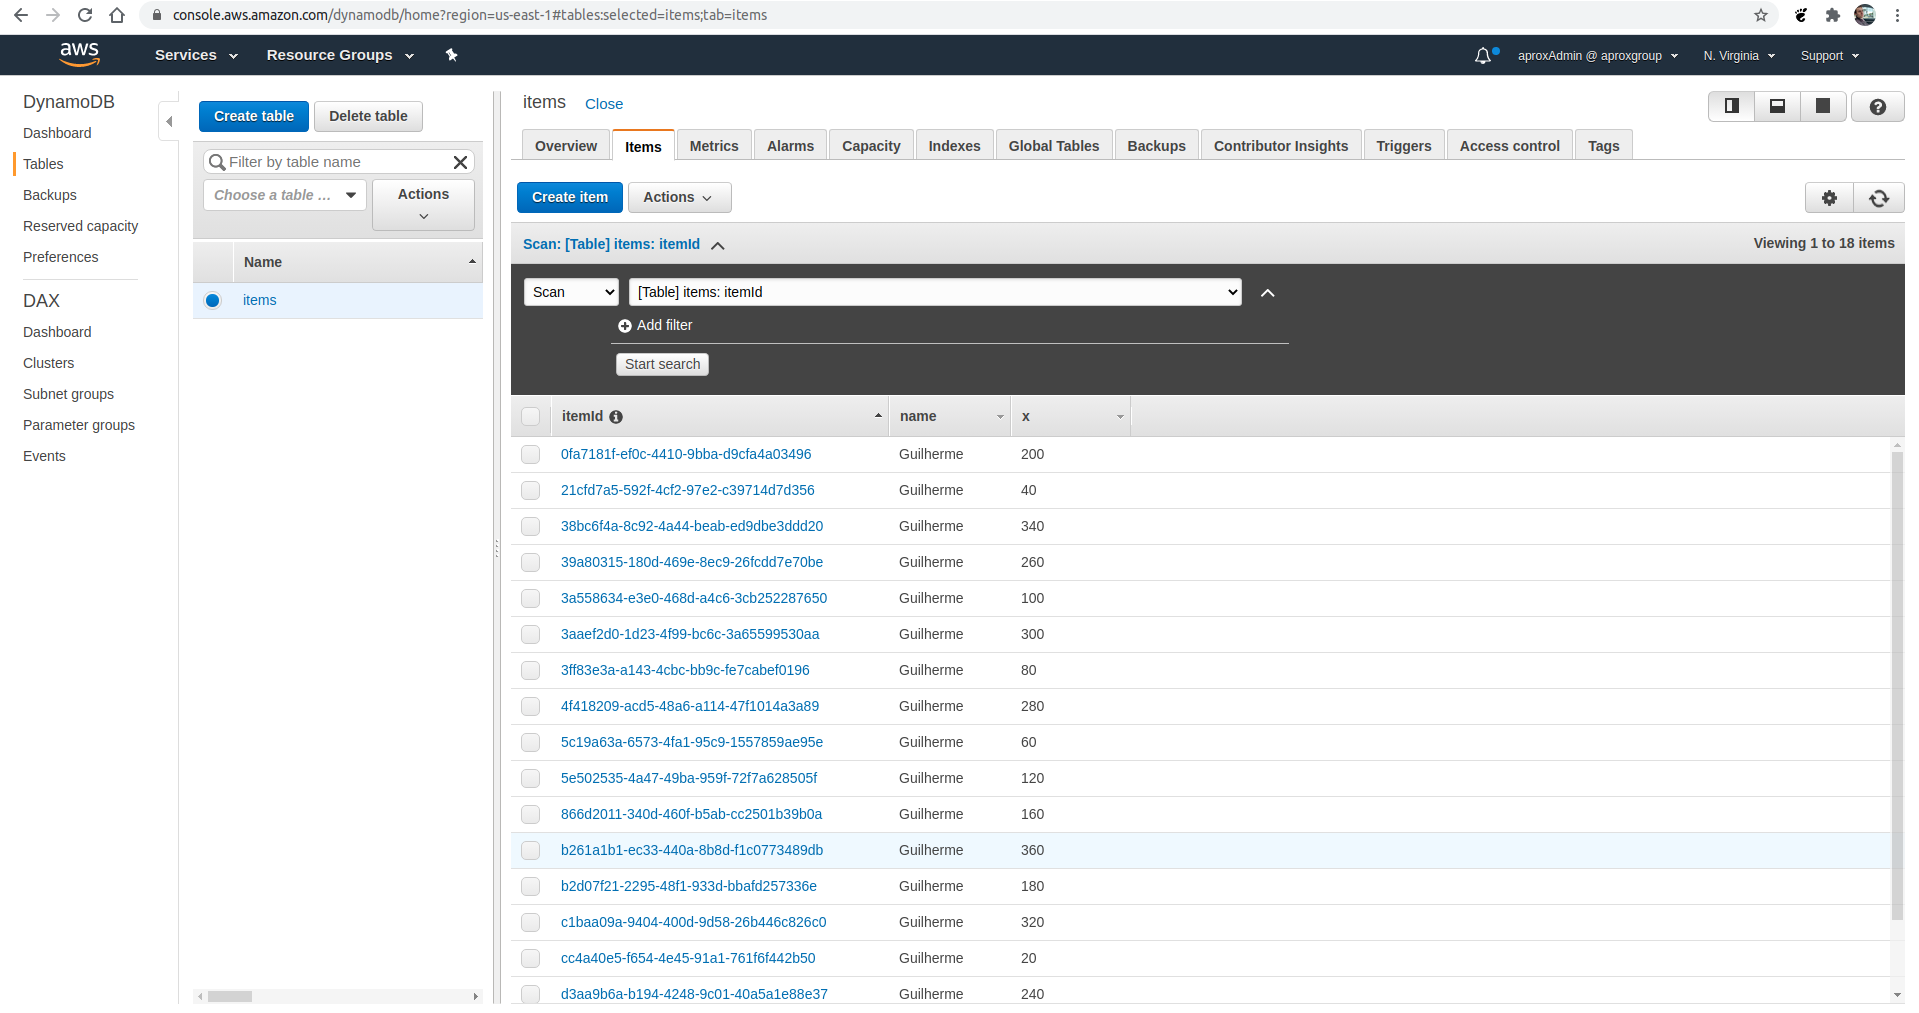 console.aws.amazon.com/dynamodb/home?region=us-east-1#tables:selected=items;tab=items
aws Services Resource Groups aproxAdmin @ aproxgroup N. Virginia Support
DynamoDB
Dashboard
Tables
Backups
Reserved capacity
Preferences
DAX
Dashboard
Clusters
Subnet groups
Parameter groups
Events
Create table Delete table
Filter by table name
Choose a table ... Actions
Name
items
items Close
Overview Items Metrics Alarms Capacity Indexes Global Tables Backups Contributor Insights Triggers Access control Tags
Create item Actions
Scan: [Table] items: itemId Viewing 1 to 18 items
Scan [Table] items: itemId
Add filter
Start search
itemId name x
0fa7181f-ef0c-4410-9bba-d9cfa4a03496 Guilherme 200
21cfd7a5-592f-4cf2-97e2-c39714d7d356 Guilherme 40
38bc6f4a-8c92-4a44-beab-ed9dbe3ddd20 Guilherme 340
39a80315-180d-469e-8ec9-26fcdd7e70be Guilherme 260
3a558634-e3e0-468d-a4c6-3cb252287650 Guilherme 100
3aaef2d0-1d23-4f99-bc6c-3a65599530aa Guilherme 300
3ff83e3a-a143-4cbc-bb9c-fe7cabef0196 Guilherme 80
4f418209-acd5-48a6-a114-47f1014a3a89 Guilherme 280
5c19a63a-6573-4fa1-95c9-1557859ae95e Guilherme 60
5e502535-4a47-49ba-959f-72f7a628505f Guilherme 120
866d2011-340d-460f-b5ab-cc2501b39b0a Guilherme 160
b261a1b1-ec33-440a-8b8d-f1c0773489db Guilherme 360
b2d07f21-2295-48f1-933d-bbafd257336e Guilherme 180
c1baa09a-9404-400d-9d58-26b446c826c0 Guilherme 320
cc4a40e5-f654-4e45-91a1-761f6f442b50 Guilherme 20
d3aa9b6a-b194-4248-9c01-40a5a1e88e37 Guilherme 240